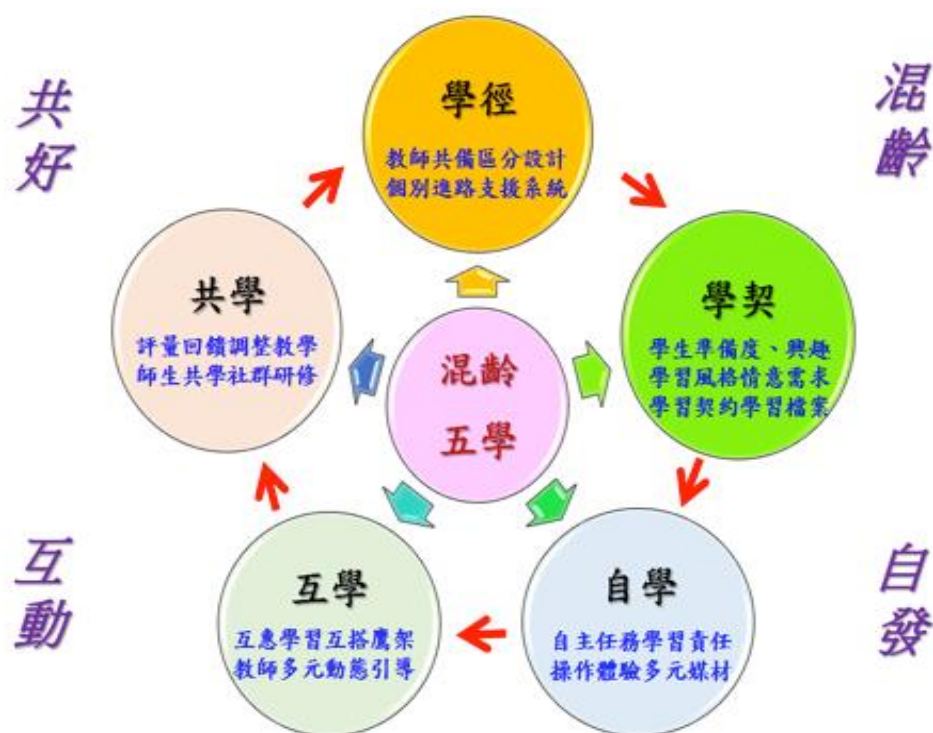 共好
混齡
學徑
教師共備區分設計
個別進路支援系統
共學
評量回饋調整教學
師生共學社群研修
學契
學生準備度、興趣
學習風格情意需求
學習契約學習檔案
混齡
五學
互動
自發
互學
互惠學習互搭鷹架
教師多元動態引導
自學
自主任務學習責任
操作體驗多元媒材